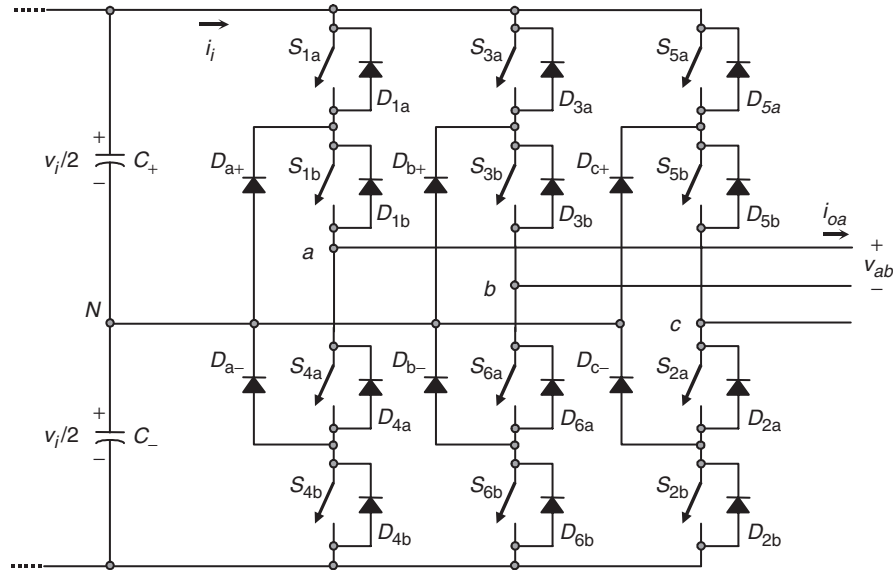 i_i
S_1a
D_1a
S_3a
D_3a
S_5a
D_5a
+
v_i/2
C_+
−
D_a+
S_1b
D_1b
D_b+
S_3b
D_3b
D_c+
S_5b
D_5b
i_oa
a
+
v_ab
−
b
N
c
D_a−
S_4a
D_4a
D_b−
S_6a
D_6a
D_c−
S_2a
D_2a
+
v_i/2
C_−
−
S_4b
D_4b
S_6b
D_6b
S_2b
D_2b